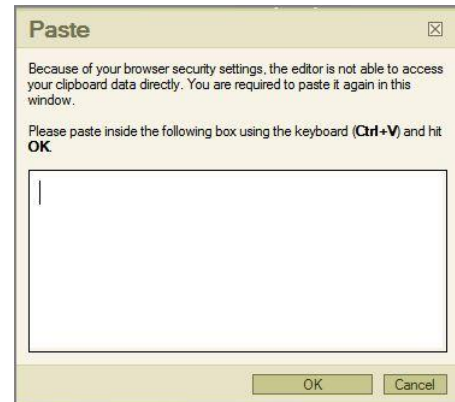 Paste
Because of your browser security settings, the editor is not able to access
your clipboard data directly. You are required to paste it again in this
window.
Please paste inside the following box using the keyboard (Ctrl+V) and hit
OK.
OK
Cancel